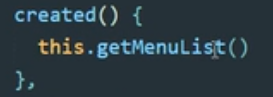 created() {
this.getMenuList()
},